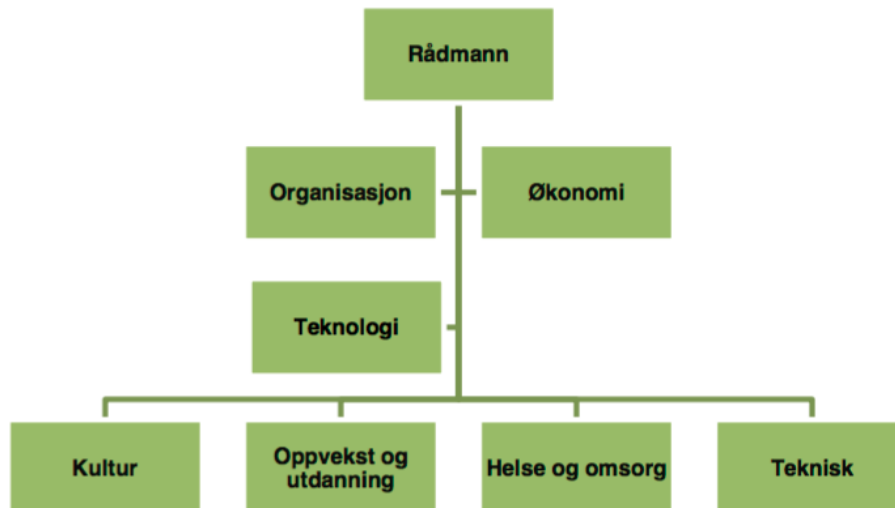 Rådmann
Organisasjon
Økonomi
Teknologi
Kultur
Oppvekst og
utdanning
Helse og omsorg
Teknisk